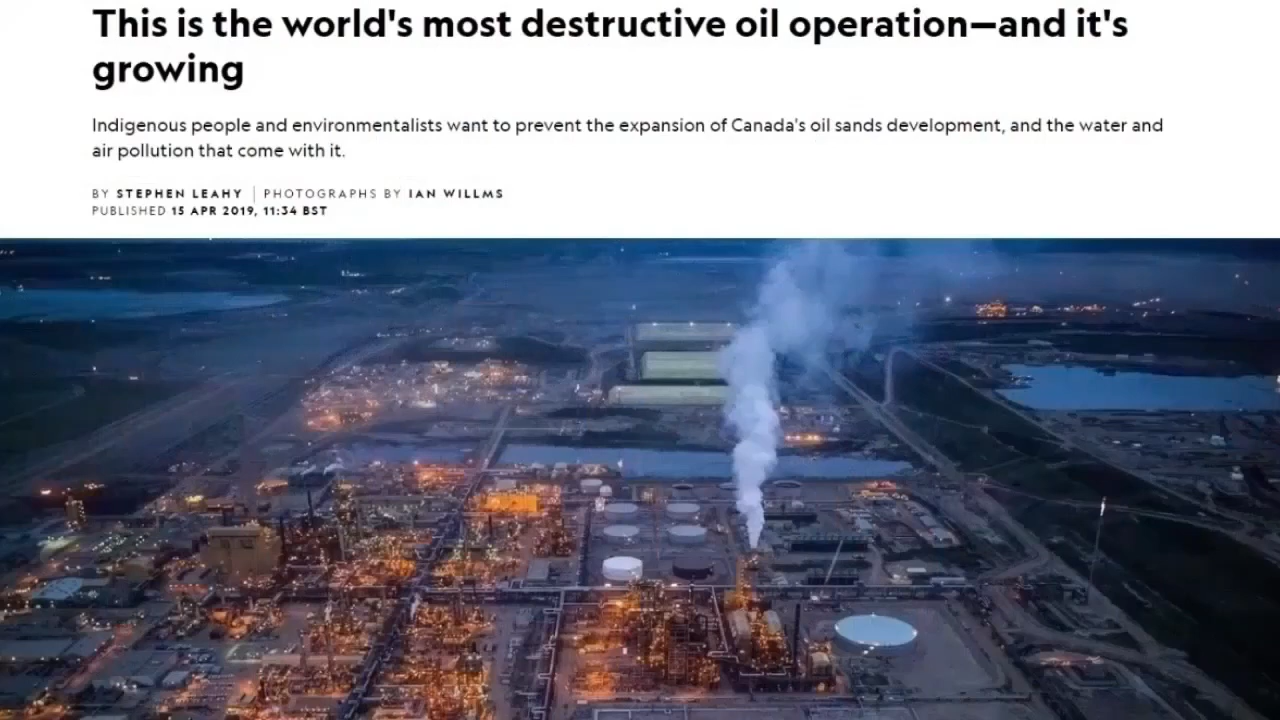 This is the world's most destructive oil operation—and it's
growing
Indigenous people and environmentalists want to prevent the expansion of Canada's oil sands development, and the water and
air pollution that come with it.
BY STEPHEN LEAHY | PHOTOGRAPHS BY IAN WILLMS
PUBLISHED 15 APR 2019, 11:34 BST